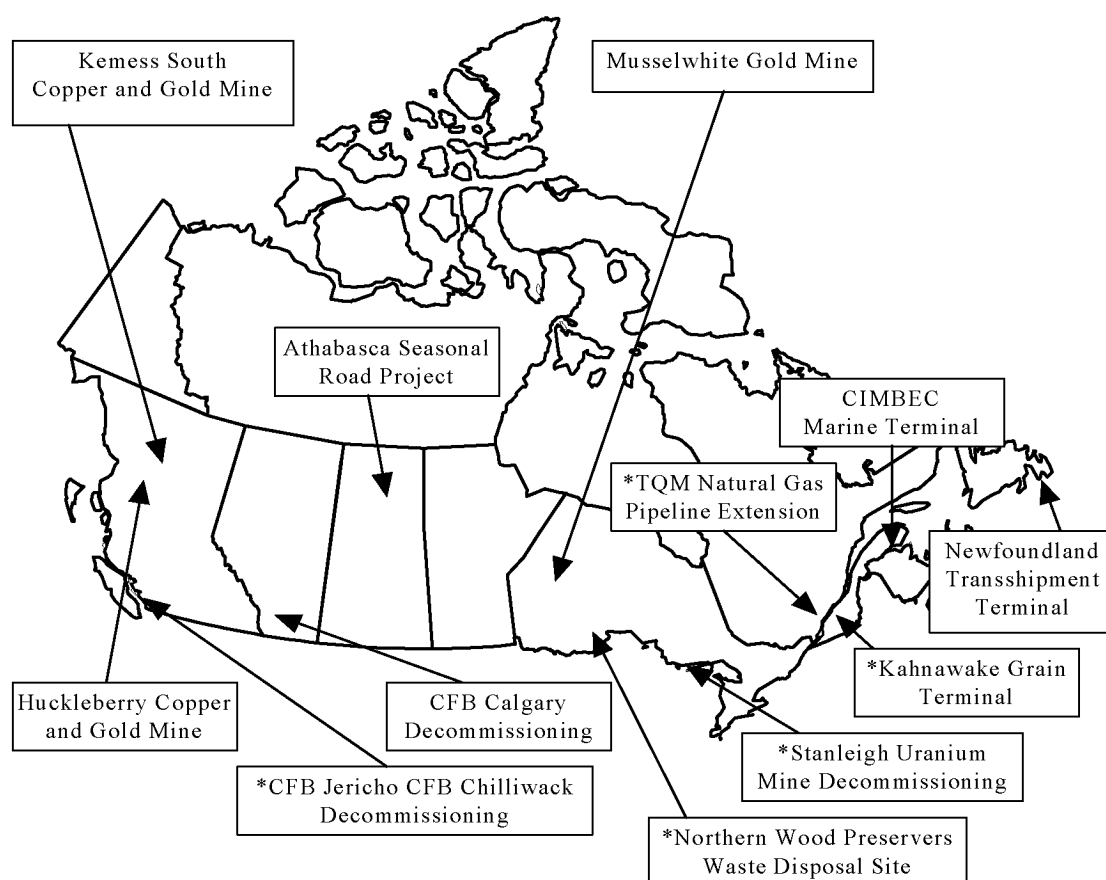 Kemess South
Copper and Gold Mine
Musselwhite Gold Mine
Athabasca Seasonal
Road Project
CIMBEC
Marine Terminal
*TQM Natural Gas
Pipeline Extension
Newfoundland
Transshipment
Terminal
*Kahnawake Grain
Terminal
Huckleberry Copper
and Gold Mine
CFB Calgary
Decommissioning
*Stanleigh Uranium
Mine Decommissioning
*CFB Jericho CFB Chilliwack
Decommissioning
*Northern Wood Preservers
Waste Disposal Site